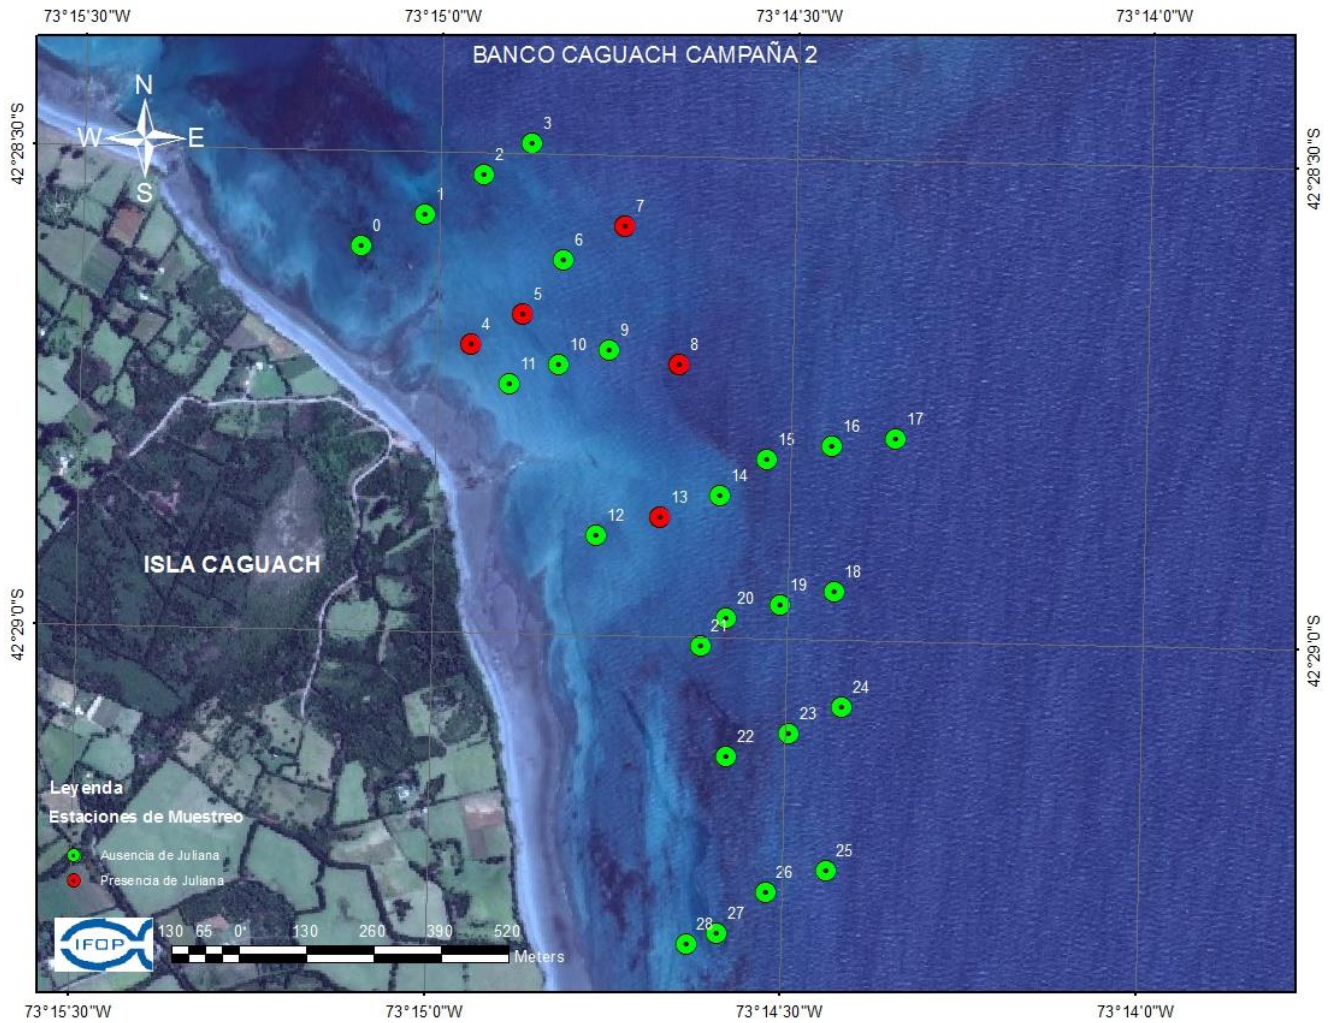 73°15'30"W 73°15'0"W 73°14'30"W 73°14'0"W
BANCO CAGUACH CAMPAÑA 2
N
W E
S
42°28'30"S
42°28'30"S
3
2
1
0
7
6
5
4
9
10
8
11
17
16
15
14
13
12
ISLA CAGUACH
18
19
20
21
42°29'0"S
42°29'0"S
24
23
22
Leyenda
Estaciones de Muestreo
Ausencia de Juliana
Presencia de Juliana
25
26
27
28
IFOP
130 65 0 130 260 390 520
Meters
73°15'30"W 73°15'0"W 73°14'30"W 73°14'0"W